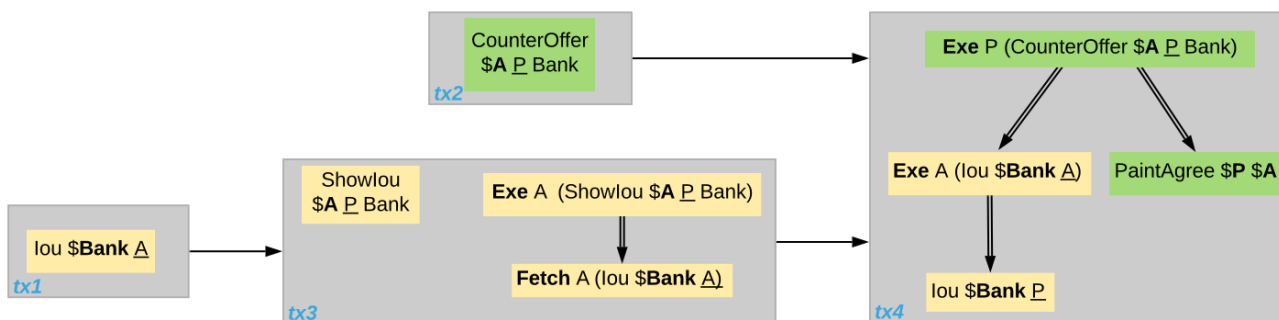 CounterOffer
$A P Bank
tx2
Exe P (CounterOffer $A P Bank)
Exe A (Iou $Bank A)
PaintAgree $P $A
Iou $Bank P
tx4
ShowIou
$A P Bank
Exe A  (ShowIou $A P Bank)
Fetch A (Iou $Bank A)
tx3
Iou $Bank A
tx1